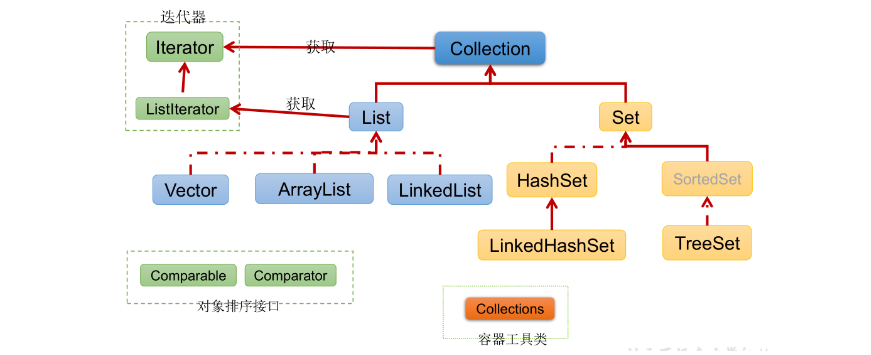 迭代器
Iterator
获取
Collection
ListIterator
获取
List
Set
Vector
ArrayList
LinkedList
HashSet
SortedSet
LinkedHashSet
TreeSet
Comparable
Comparator
对象排序接口
Collections
容器工具类